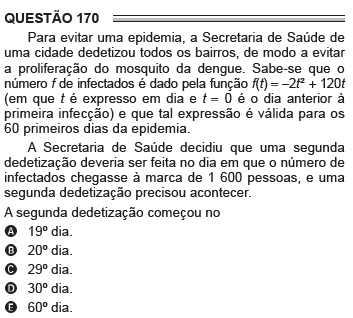 QUESTÃO 170
Para evitar uma epidemia, a Secretaria de Saúde de
uma cidade dedetizou todos os bairros, de modo a evitar
a proliferação do mosquito da dengue. Sabe-se que o
número f de infectados é dado pela função f(t) = –2t² + 120t
(em que t é expresso em dia e t = 0 é o dia anterior à
primeira infecção) e que tal expressão é válida para os
60 primeiros dias da epidemia.
A Secretaria de Saúde decidiu que uma segunda
dedetização deveria ser feita no dia em que o número de
infectados chegasse à marca de 1 600 pessoas, e uma
segunda dedetização precisou acontecer.
A segunda dedetização começou no
A 19º dia.
B 20º dia.
C 29º dia.
D 30º dia.
E 60º dia.